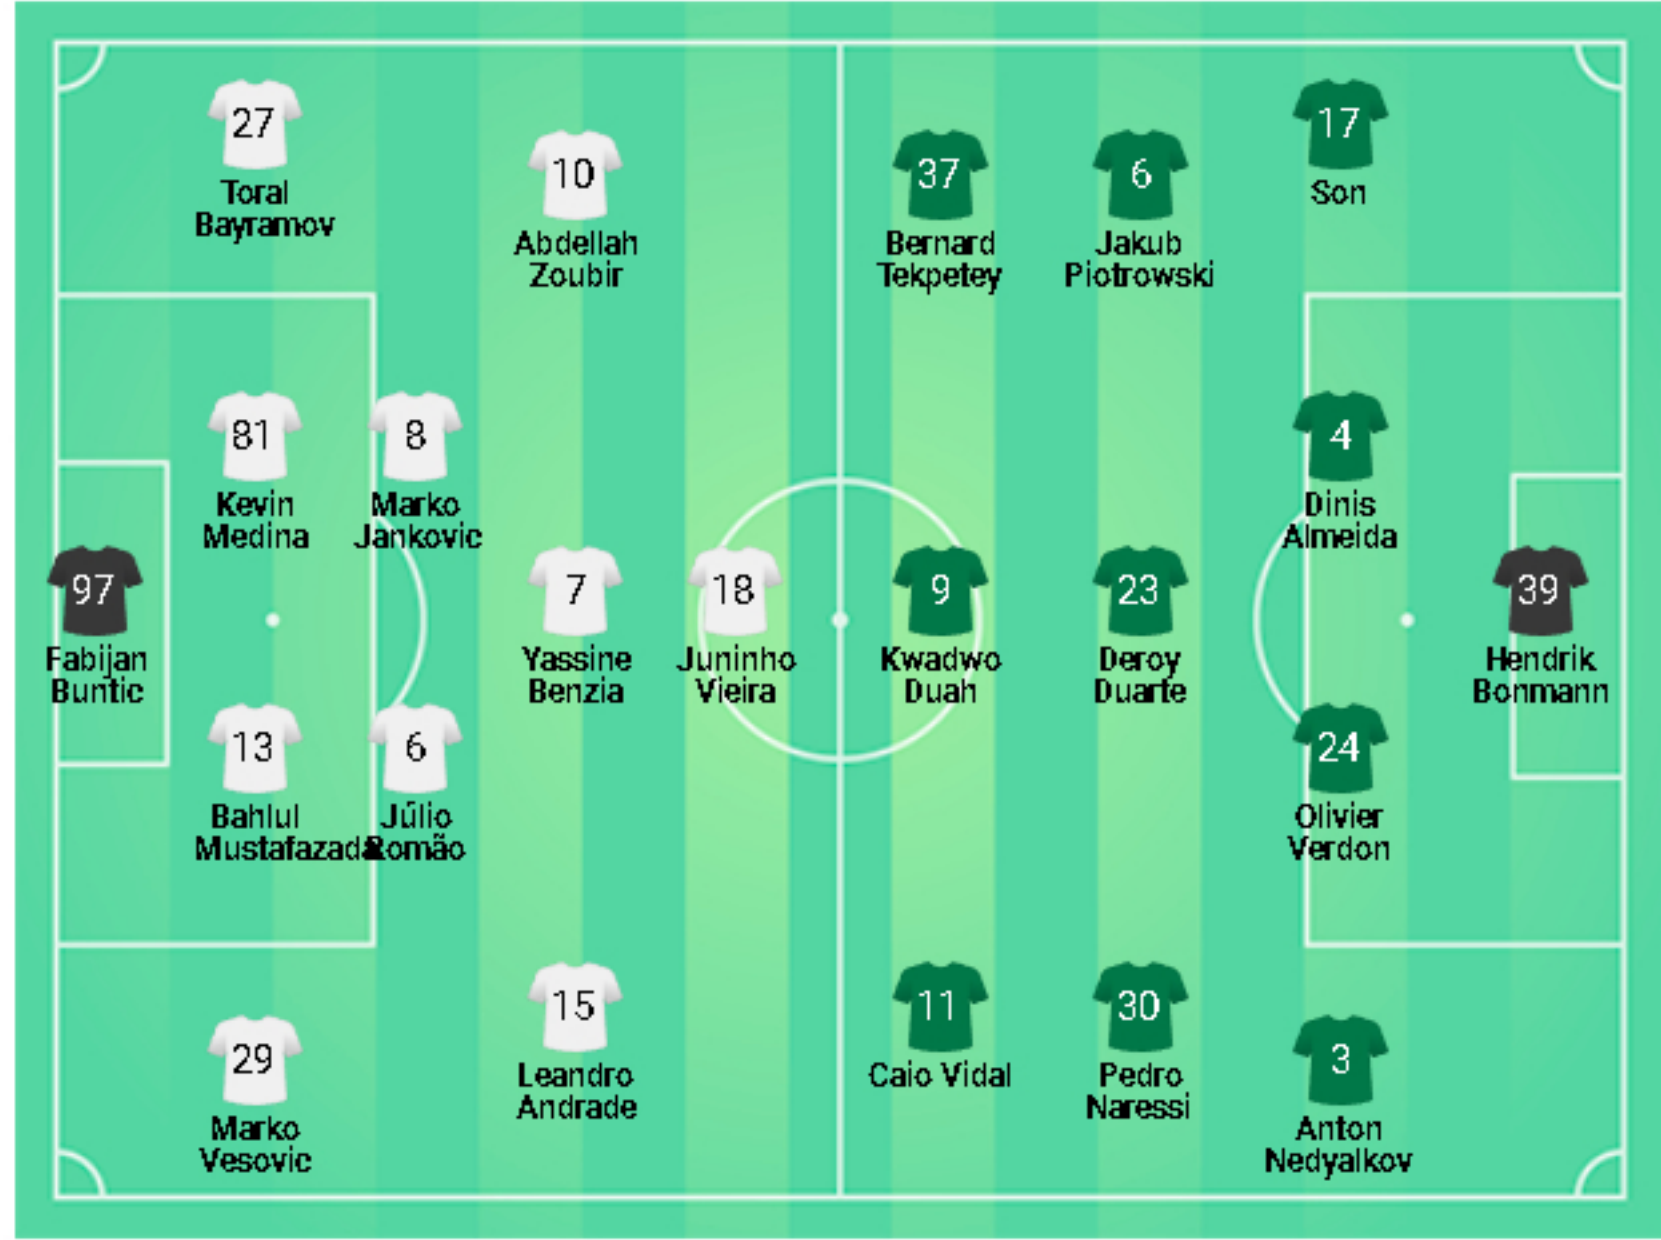 27
Toral
Bayramov
10
Abdellah
Zoubir
37
Bernard
Tekpetey
6
Jakub
Piotrowski
17
Son
81
Kevin
Medina
8
Marko
Jankovic
4
Dinis
Almeida
97
Fabijan
Buntic
7
Yassine
Benzia
18
Juninho
Vieira
9
Kwadwo
Duah
23
Deroy
Duarte
39
Hendrik
Bonmann
13
Bahlul
Mustafazada
6
Júlio
Romão
24
Olivier
Verdon
15
Leandro
Andrade
11
Caio Vidal
30
Pedro
Naressi
29
Marko
Vesovic
3
Anton
Nedyalkov